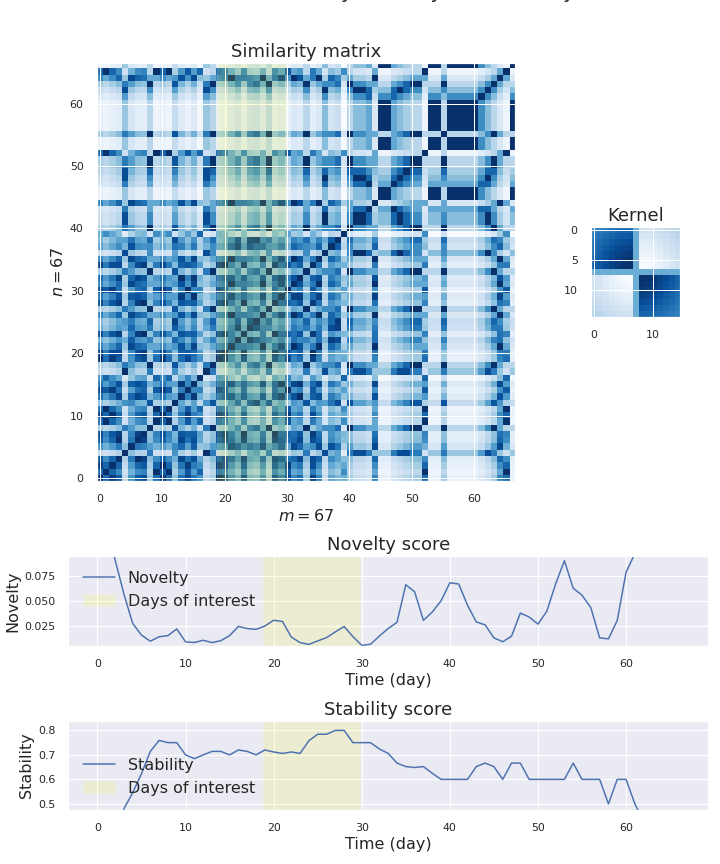 Similarity matrix
60
50
40
30
20
10
0
n = 67
0 10 20 30 40 50 60
m = 67
Kernel
0
5
10
0 10
Novelty score
0.075
0.050
0.025
Novelty
Novelty
Days of interest
0 10 20 30 40 50 60
Time (day)
Stability score
0.8
0.7
0.6
0.5
Stability
Stability
Days of interest
0 10 20 30 40 50 60
Time (day)